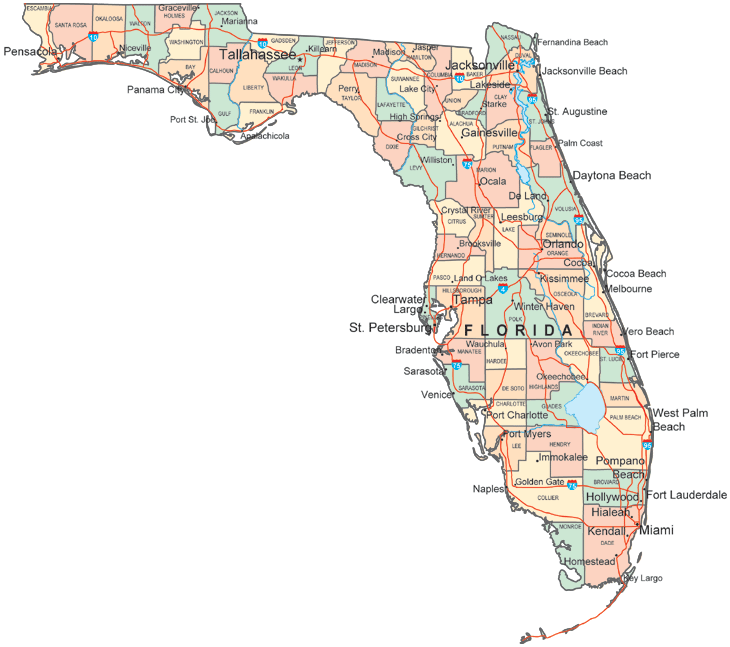 ESCAMBIA
SANTA ROSA
OKALOOSA
WALTON
Graceville
HOLMES
JACKSON
Marianna
WASHINGTON
BAY
CALHOUN
GADSDEN
LEON
JEFFERSON
Killearn
Tallahassee
Pensacola
Niceville
10
10
Panama City
Port St. Joe
GULF
LIBERTY
FRANKLIN
Apalachicola
WAKULLA
MADISON
Madison
Jasper
HAMILTON
TAYLOR
Perry
SUWANNEE
Lake City
COLUMBIA
10
BAKER
NASSAU
Fernandina Beach
DUVAL
Jacksonville
Jacksonville Beach
Lakeside
CLAY
95
LAFAYETTE
UNION
Starke
BRADFORD
High Springs
GILCHRIST
ALACHUA
Cross City
DIXIE
Gainesville
St. Augustine
ST. JOHNS
PUTNAM
FLAGLER
Palm Coast
LEVY
Williston
75
MARION
Ocala
Daytona Beach
De Land
VOLUSIA
95
Crystal River
CITRUS
SUMTER
Leesburg
LAKE
SEMINOLE
Brooksville
HERNANDO
Orlando
ORANGE
Cocoa
Cocoa Beach
PASCO
Land O Lakes
Kissimmee
Melbourne
HILLSBOROUGH
4
OSCEOLA
Clearwater
Largo
Tampa
Winter Haven
POLK
BREVARD
St. Petersburg
FLORIDA
INDIAN
RIVER
Vero Beach
Bradenton
MANATEE
Wauchula
HARDEE
Avon Park
OKEECHOBEE
ST. LUCIE
95
Fort Pierce
Sarasota
75
SARASOTA
DE SOTO
HIGHLANDS
Okeechobee
Venice
CHARLOTTE
Port Charlotte
GLADES
MARTIN
PALM BEACH
West Palm
Beach
Fort Myers
LEE
HENDRY
95
Immokalee
Pompano
Beach
Naples
Golden Gate
75
COLLIER
BROWARD
Hollywood
Fort Lauderdale
Hialeah
MONROE
Kendall
Miami
DADE
Homestead
Key Largo